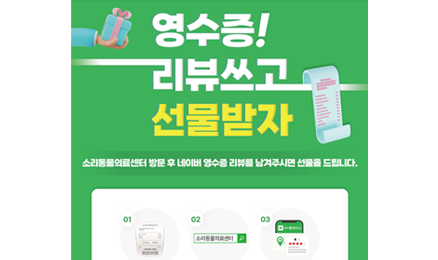 영수증!
리뷰쓰고
선물받자
소리동물의료센터 방문 후 네이버 영수증 리뷰를 남겨주시면 선물을 드립니다.
01
02
03
소리동물의료센터